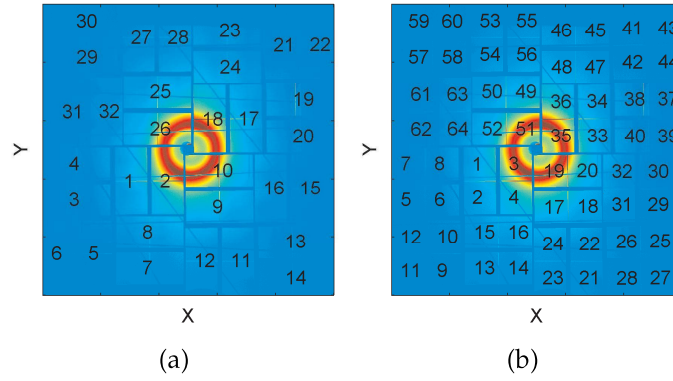 30 27 28 23 21 22
29 24
25 19
31 32 26 18 17 20
4 1 2 10 16 15
3 9
6 5 8 7 12 11 13 14
Y
X
(a)
59 60 53 55 46 45 41 43
57 58 54 56 48 47 42 44
61 63 50 49 36 34 38 37
62 64 52 51 35 33 40 39
7 8 1 3 19 20 32 30
5 6 2 4 17 18 31 29
12 10 15 16 24 22 26 25
11 9 13 14 23 21 28 27
Y
X
(b)